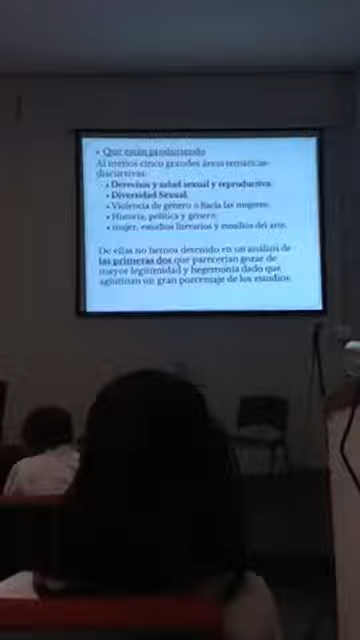 • Qué están produciendo
Al menos cinco grandes áreas temáticas-
discursivas:
• Derechos y salud sexual y reproductiva.
• Diversidad Sexual.
• Violencia de género o hacia las mujeres.
• Historia, política y género.
• mujer, estudios literarios y estudios del arte.
De ellas no hemos detenido en un análisis de
las primeras dos que parecerían gozar de
mayor legitimidad y hegemonía dado que
aglutinan un gran porcentaje de los estudios.